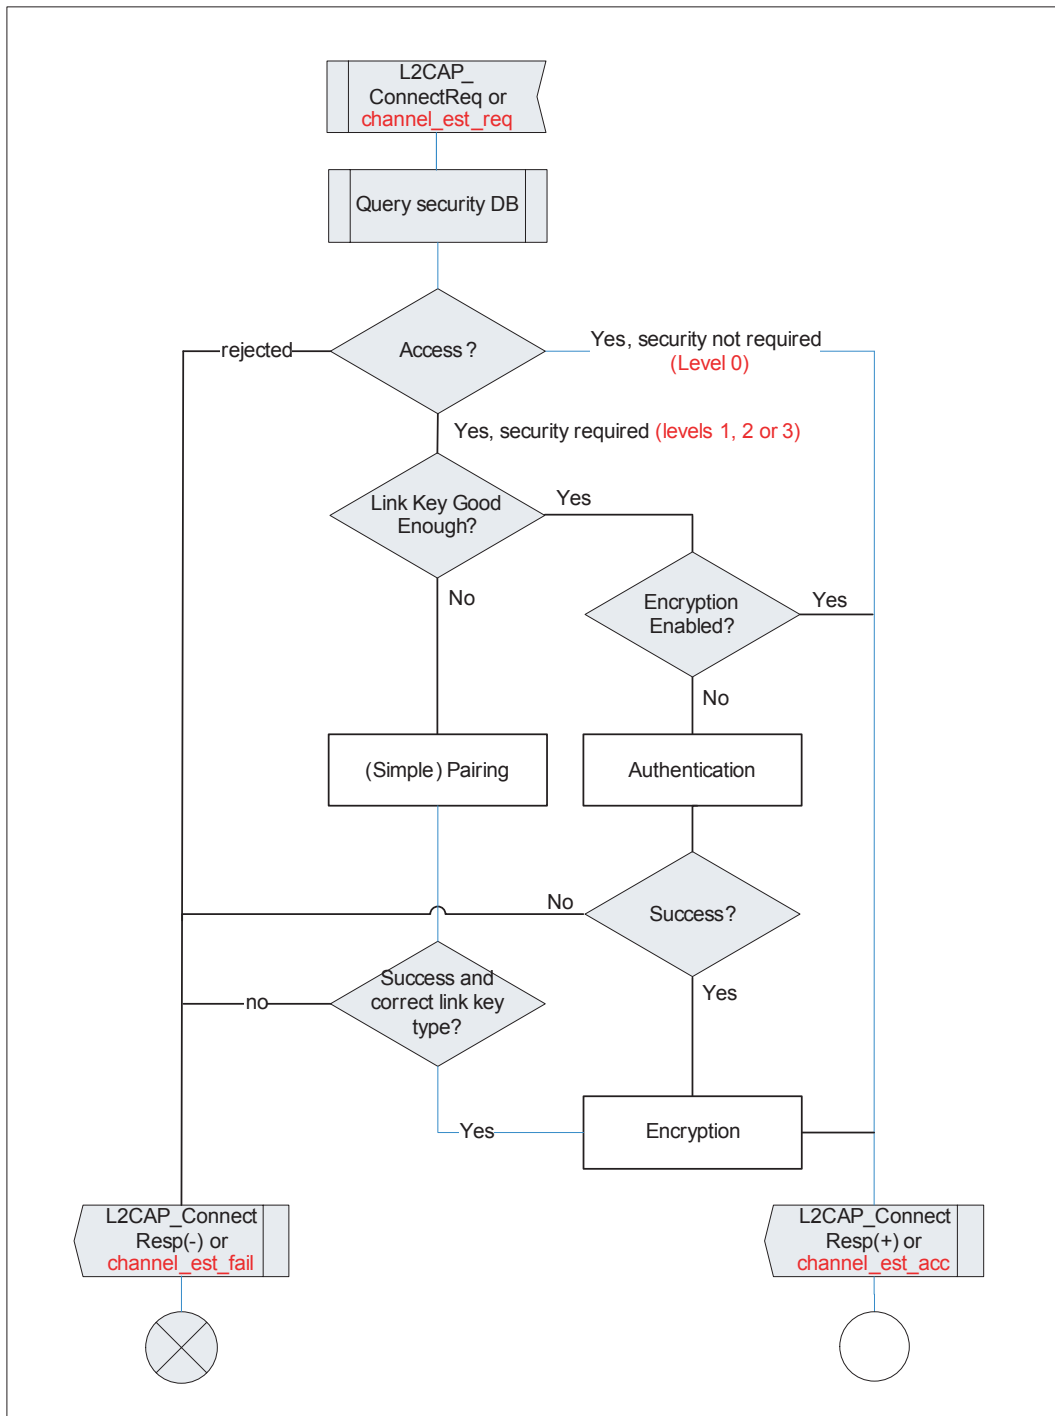 L2CAP_
ConnectReq or
channel_est_req
Query security DB
Access?
rejected
Yes, security not required
(Level 0)
Yes, security required (levels 1, 2 or 3)
Link Key Good
Enough?
Yes
No
Encryption
Enabled?
Yes
No
(Simple) Pairing
Authentication
No
Success?
Success and
correct link key
type?
no
Yes
Yes
Encryption
L2CAP_Connect
Resp(-) or
channel_est_fail
L2CAP_Connect
Resp(+) or
channel_est_acc